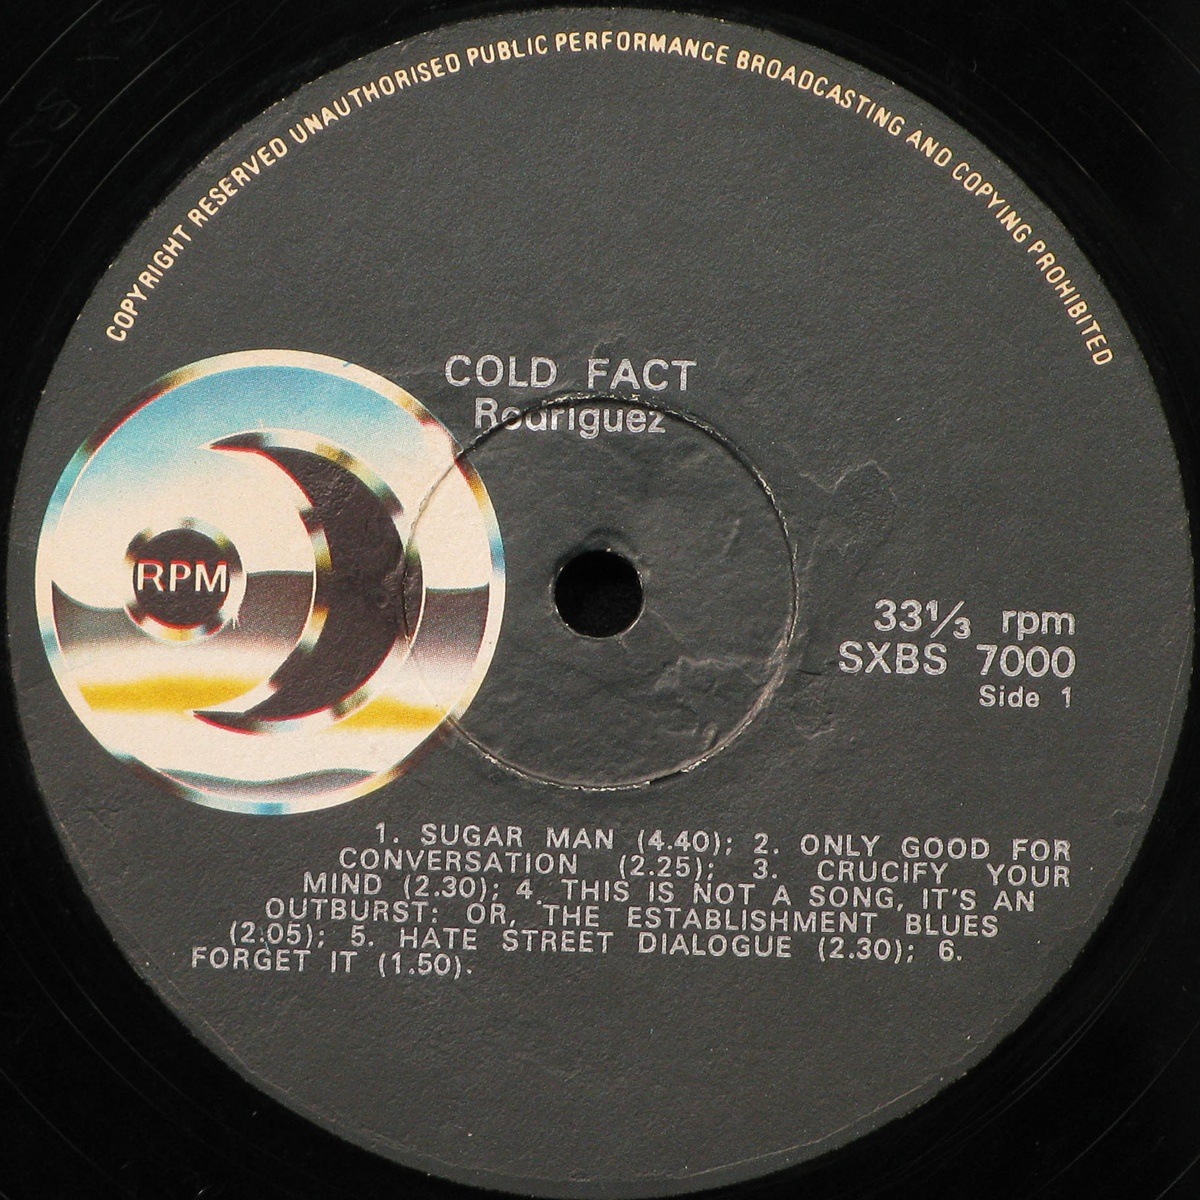 COPYRIGHT RESERVED UNAUTHORISED PUBLIC PERFORMANCE BROADCASTING AND COPYING PROHIBITED
COLD FACT
Rodriguez
RPM
33⅓ rpm
SXBS 7000
Side 1
1. SUGAR MAN (4.40); 2. ONLY GOOD FOR
CONVERSATION (2.25); 3. CRUCIFY YOUR
MIND (2.30); 4. THIS IS NOT A SONG, IT'S AN
OUTBURST: OR, THE ESTABLISHMENT BLUES
(2.05); 5. HATE STREET DIALOGUE (2.30); 6.
FORGET IT (1.50).